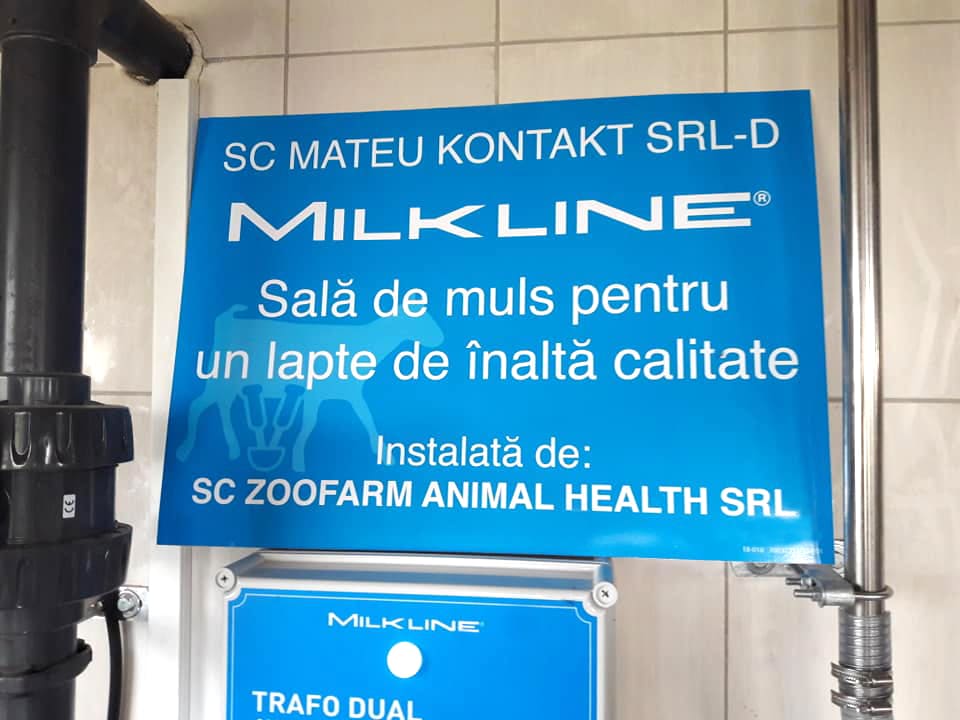 SC MATEU KONTAKT SRL-D
MILKLINE®
Sală de muls pentru
un lapte de înaltă calitate
Instalată de:
SC ZOOFARM ANIMAL HEALTH SRL
CE
MILKLINE
TRAFO DUAL